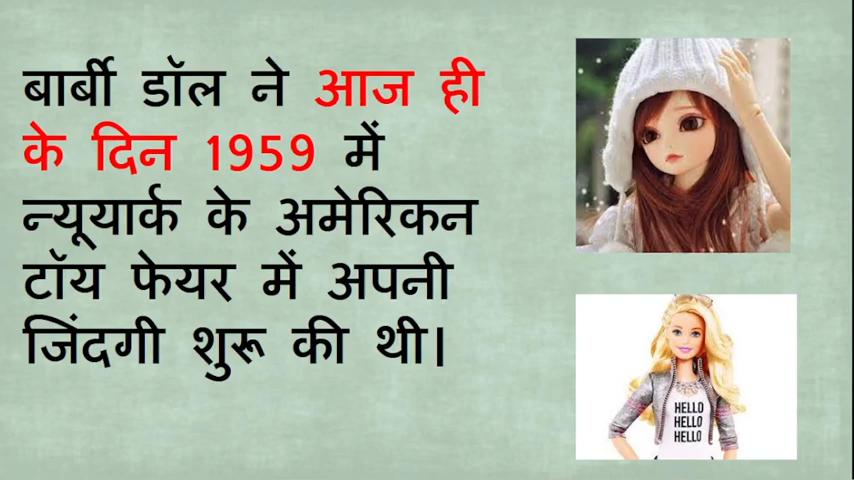 बार्बी डॉल ने आज ही
के दिन 1959 में
न्यूयार्क के अमेरिकन
टॉय फेयर में अपनी
जिंदगी शुरू की थी।
HELLO
HELLO
HELLO